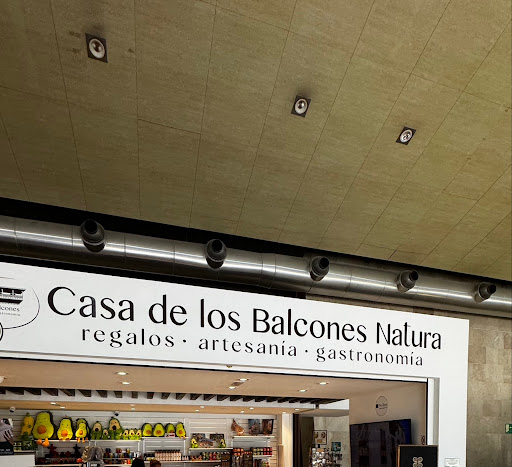 Casa de los Balcones Natura
regalos · artesanía · gastronomía